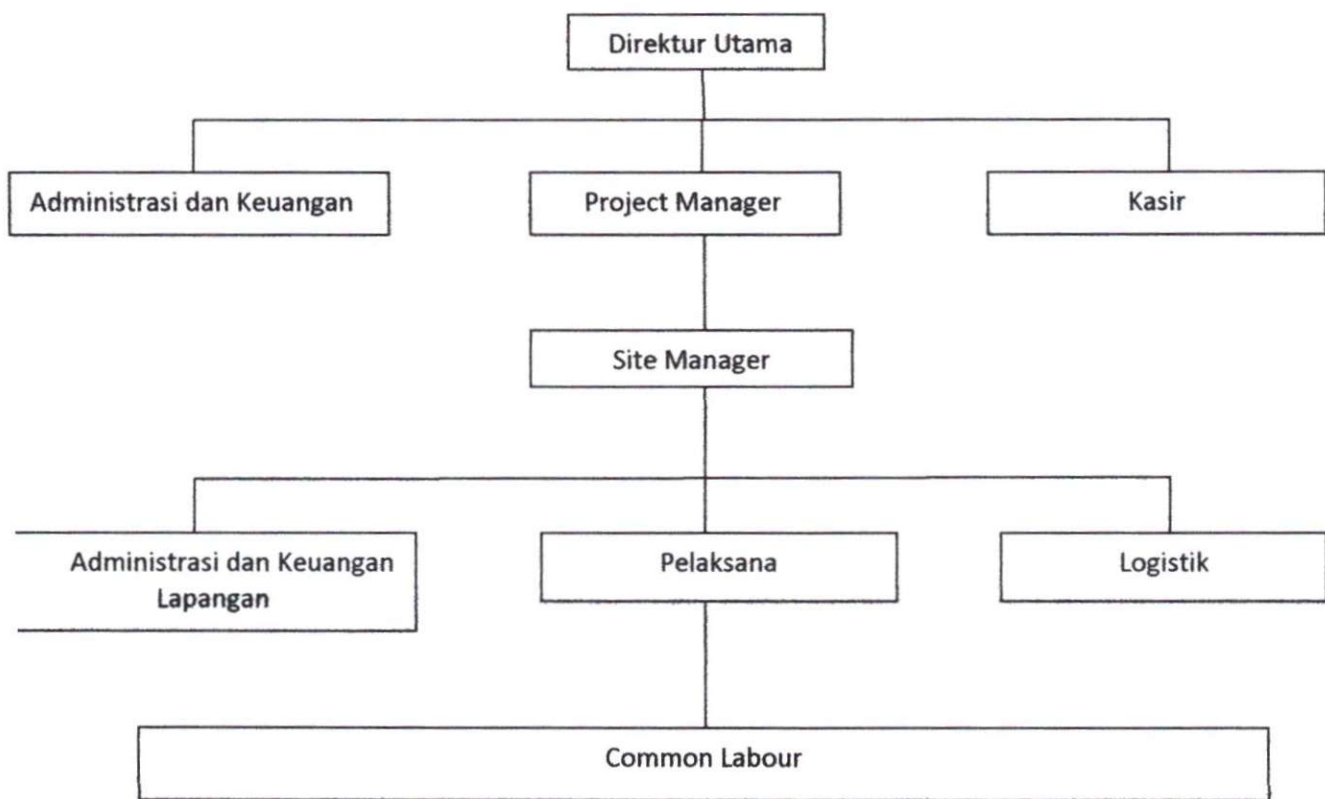 Direktur Utama
Administrasi dan Keuangan
Project Manager
Kasir
Site Manager
Administrasi dan Keuangan
Lapangan
Pelaksana
Logistik
Common Labour